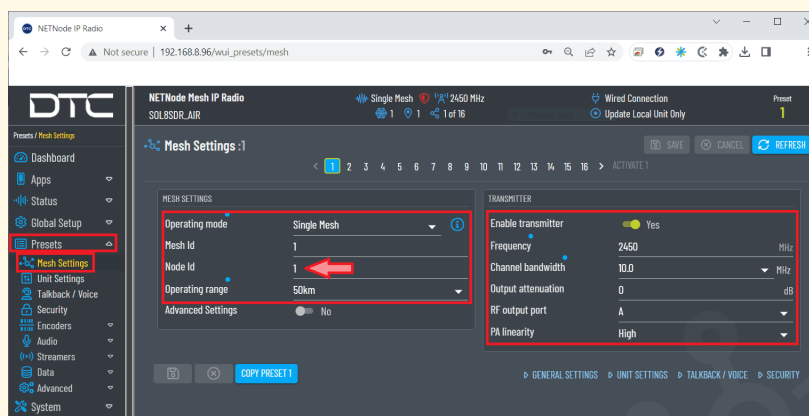 NETNode IP Radio
Not secure | 192.168.8.96/wui_presets/mesh
DTC
NETNode Mesh IP Radio
SOL8SDR_AIR
Single Mesh 2450 MHz
1 1 1 of 16
Wired Connection
Update Local Unit Only
Preset
1
Presets / Mesh Settings
Dashboard
Apps
Status
Global Setup
Presets
Mesh Settings
Unit Settings
Talkback / Voice
Security
Encoders
Audio
Streamers
Data
Advanced
System
Mesh Settings :1
SAVE CANCEL REFRESH
< 1 2 3 4 5 6 7 8 9 10 11 12 13 14 15 16 > ACTIVATE 1
MESH SETTINGS
Operating mode Single Mesh
Mesh Id 1
Node Id 1
Operating range 50km
Advanced Settings No
TRANSMITTER
Enable transmitter Yes
Frequency 2450 MHz
Channel bandwidth 10.0 MHz
Output attenuation 0 dB
RF output port A
PA linearity High
COPY PRESET 1
GENERAL SETTINGS UNIT SETTINGS TALKBACK / VOICE SECURITY